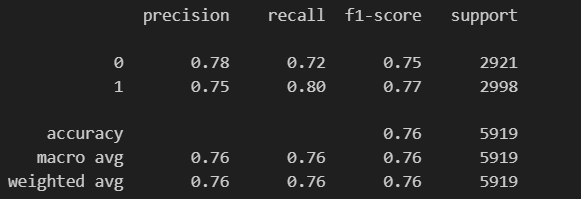 precision recall f1-score support
0 0.78 0.72 0.75 2921
1 0.75 0.80 0.77 2998
accuracy 0.76 5919
macro avg 0.76 0.76 0.76 5919
weighted avg 0.76 0.76 0.76 5919